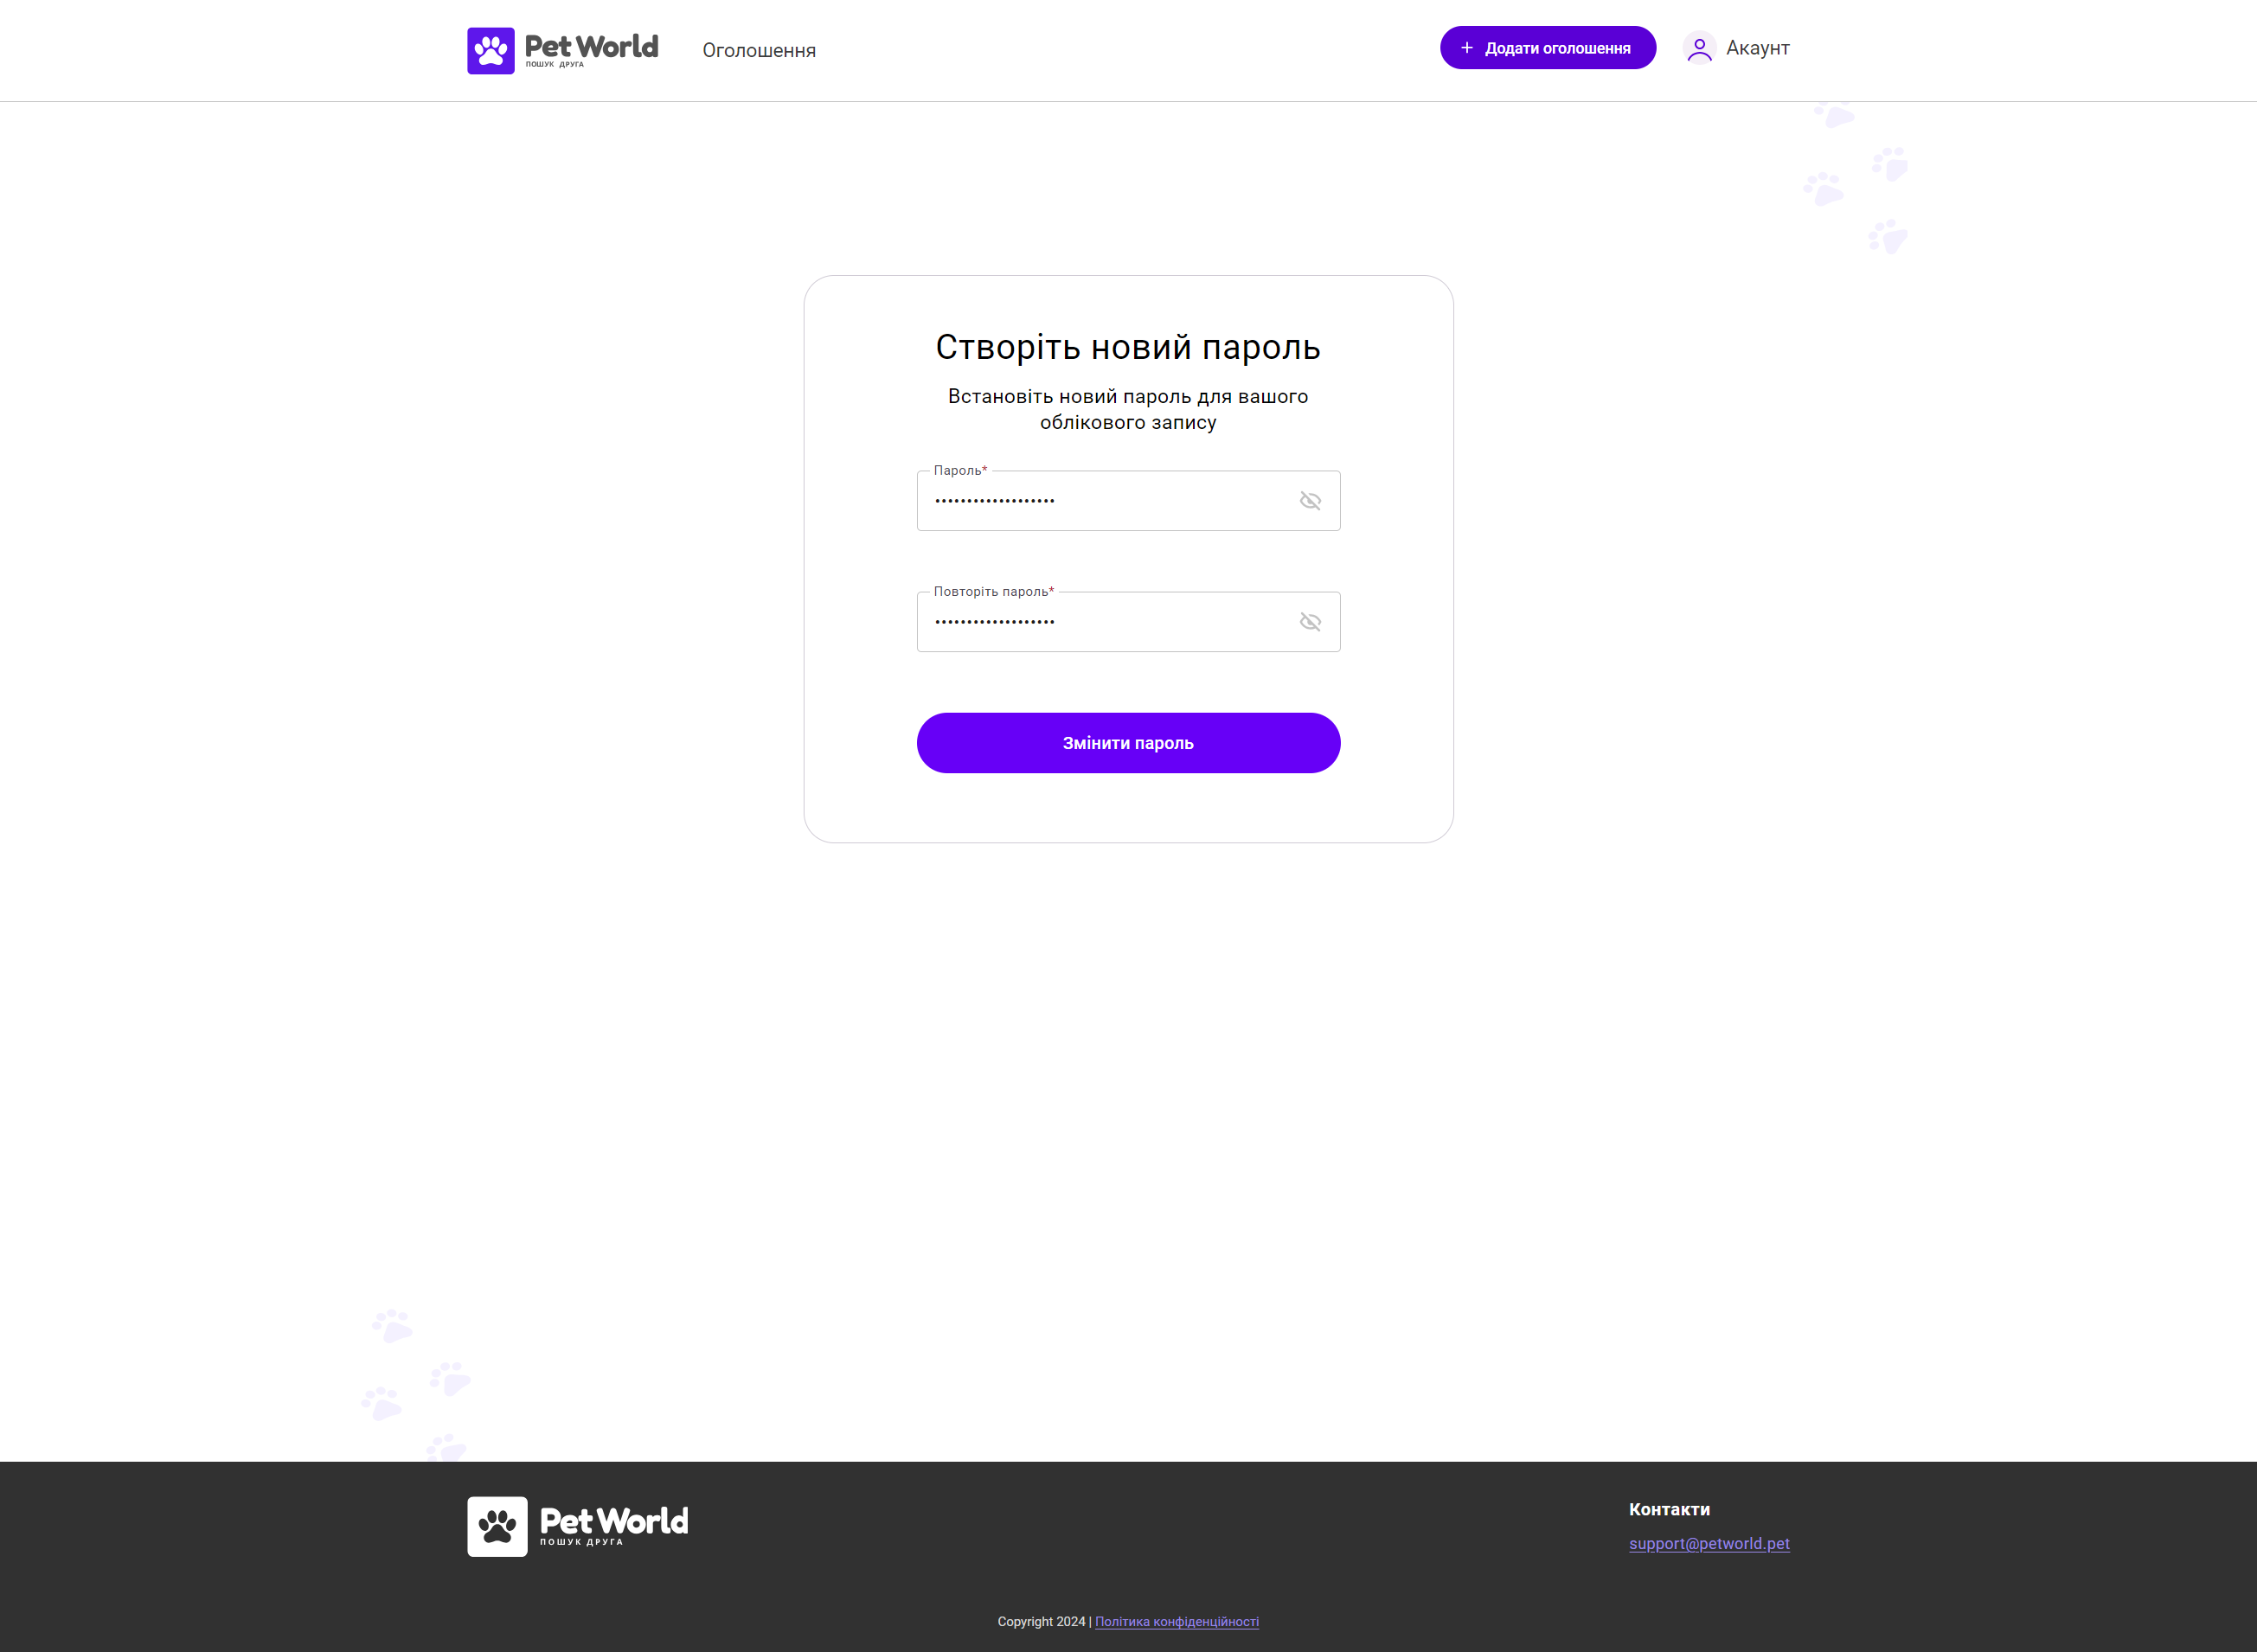 Pet World
ПОШУК ДРУГА
Оголошення
+ Додати оголошення
Акаунт
Створіть новий пароль
Встановіть новий пароль для вашого
облікового запису
Пароль*
•••••••••••••••••••
Повторіть пароль*
•••••••••••••••••••
Змінити пароль
Pet World
ПОШУК ДРУГА
Контакти
support@petworld.pet
Copyright 2024 | Політика конфіденційності